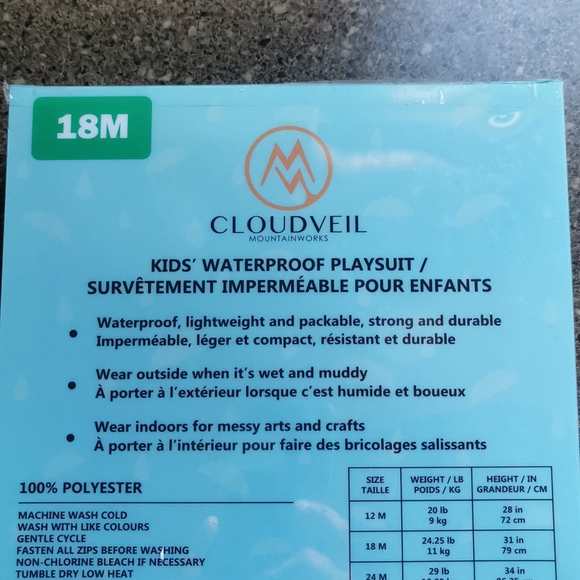 18M
CLOUDVEIL
MOUNTAINWORKS
KIDS' WATERPROOF PLAYSUIT /
SURVÊTEMENT IMPERMÉABLE POUR ENFANTS
• Waterproof, lightweight and packable, strong and durable
Imperméable, léger et compact, résistant et durable
• Wear outside when it's wet and muddy
À porter à l'extérieur lorsque c'est humide et boueux
• Wear indoors for messy arts and crafts
À porter à l'intérieur pour faire des bricolages salissants
100% POLYESTER
MACHINE WASH COLD
WASH WITH LIKE COLOURS
GENTLE CYCLE
FASTEN ALL ZIPS BEFORE WASHING
NON-CHLORINE BLEACH IF NECESSARY
TUMBLE DRY LOW HEAT
SIZE WEIGHT / LB HEIGHT / IN
TAILLE POIDS / KG GRANDEUR / CM
12 M 20 lb 28 in
9 kg 72 cm
18 M 24.25 lb 31 in
11 kg 79 cm
24 M 29 lb 34 in